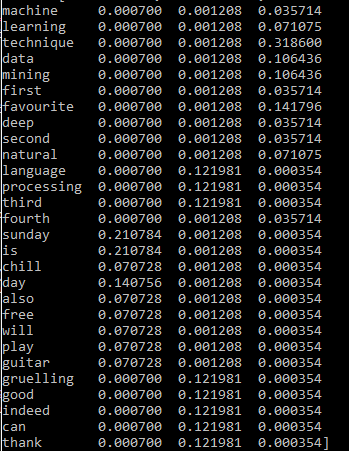 machine 0.000700 0.001208 0.035714
learning 0.000700 0.001208 0.071075
technique 0.000700 0.001208 0.318600
data 0.000700 0.001208 0.106436
mining 0.000700 0.001208 0.106436
first 0.000700 0.001208 0.035714
favourite 0.000700 0.001208 0.141796
deep 0.000700 0.001208 0.035714
second 0.000700 0.001208 0.035714
natural 0.000700 0.001208 0.071075
language 0.000700 0.121981 0.000354
processing 0.000700 0.121981 0.000354
third 0.000700 0.121981 0.000354
fourth 0.000700 0.001208 0.035714
sunday 0.210784 0.001208 0.000354
is 0.210784 0.001208 0.000354
chill 0.070728 0.001208 0.000354
day 0.140756 0.001208 0.000354
also 0.070728 0.001208 0.000354
free 0.070728 0.001208 0.000354
will 0.070728 0.001208 0.000354
play 0.070728 0.001208 0.000354
guitar 0.070728 0.001208 0.000354
gruelling 0.000700 0.121981 0.000354
good 0.000700 0.121981 0.000354
indeed 0.000700 0.121981 0.000354
can 0.000700 0.121981 0.000354
thank 0.000700 0.121981 0.000354]